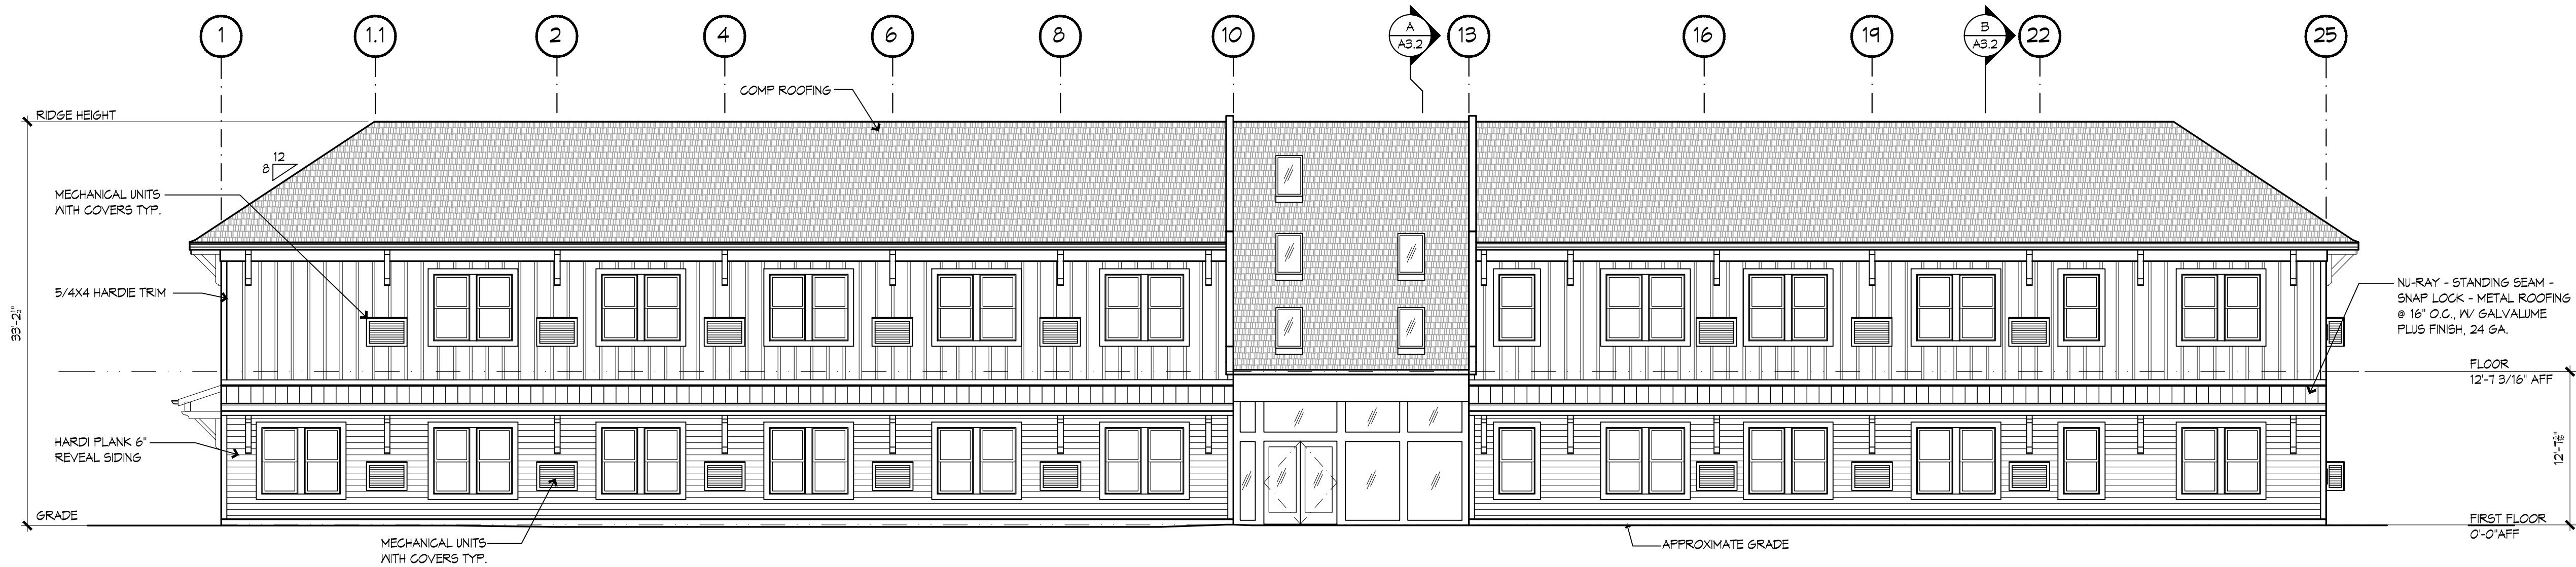 1
1.1
2
4
6
8
10
A
A3.2
13
16
19
B
A3.2
22
25
COMP ROOFING
RIDGE HEIGHT
12
8
MECHANICAL UNITS
WITH COVERS TYP.
5/4X4 HARDIE TRIM
NU-RAY - STANDING SEAM -
SNAP LOCK - METAL ROOFING
@ 16" O.C., W/ GALVALUME
PLUS FINISH, 24 GA.
FLOOR
12'-7 3/16" AFF
HARDI PLANK 6"
REVEAL SIDING
GRADE
FIRST FLOOR
0'-0"AFF
MECHANICAL UNITS
WITH COVERS TYP.
APPROXIMATE GRADE